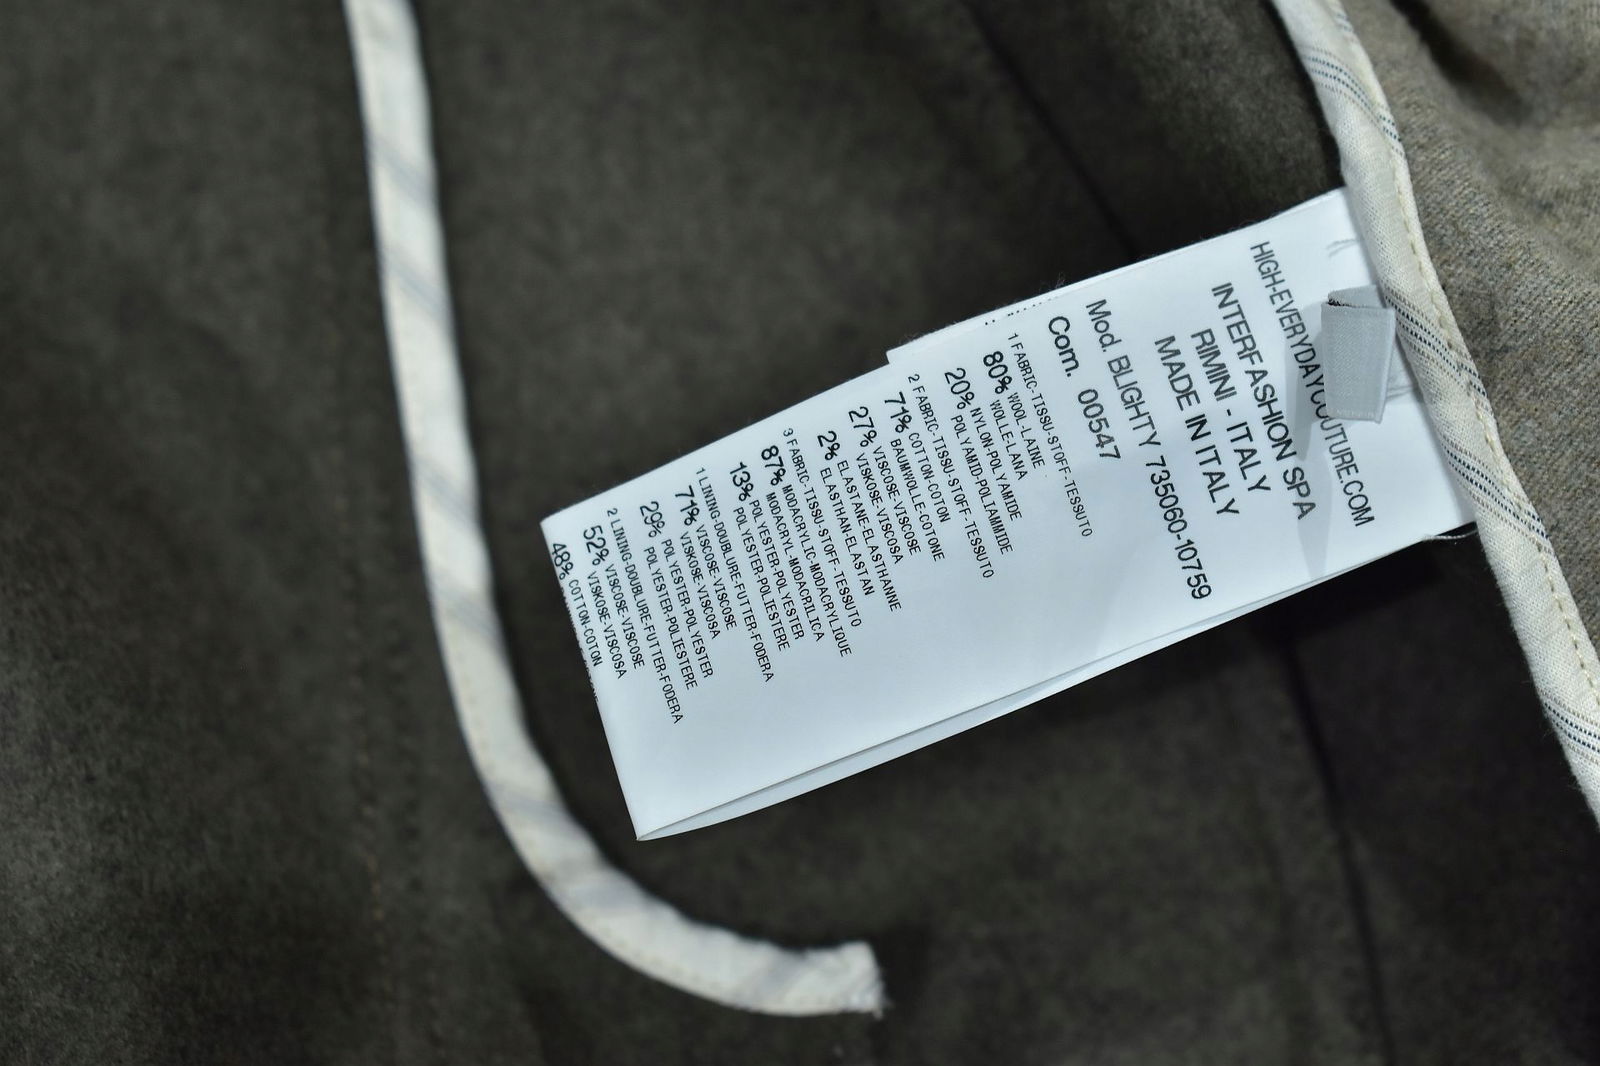 HIGH-EVERYDAYCOUTURE.COM
INTERFASHION SPA
RIMINI - ITALY
MADE IN ITALY
Mod. BLIGHTY 735060-10759
Com. 00547
1 FABRIC-TISSU-STOFF-TESSUTO
80% WOOL-LAINE
WOLLE-LANA
20% NYLON-POLYAMIDE
POLYAMID-POLIAMMIDE
2 FABRIC-TISSU-STOFF-TESSUTO
71% COTTON-COTON
BAUMWOLLE-COTONE
27% VISCOSE-VISCOSE
VISKOSE-VISCOSA
2% ELASTANE-ELASTHANNE
ELASTHAN-ELASTAN
3 FABRIC-TISSU-STOFF-TESSUTO
87% MODACRYLIC-MODACRYLIQUE
MODACRYL-MODACRILICA
13% POLYESTER-POLYESTER
POLYESTER-POLIESTERE
1 LINING-DOUBLURE-FUTTER-FODERA
71% VISCOSE-VISCOSE
VISKOSE-VISCOSA
29% POLYESTER-POLYESTER
POLYESTER-POLIESTERE
2 LINING-DOUBLURE-FUTTER-FODERA
52% VISCOSE-VISCOSE
VISKOSE-VISCOSA
48% COTTON-COTON